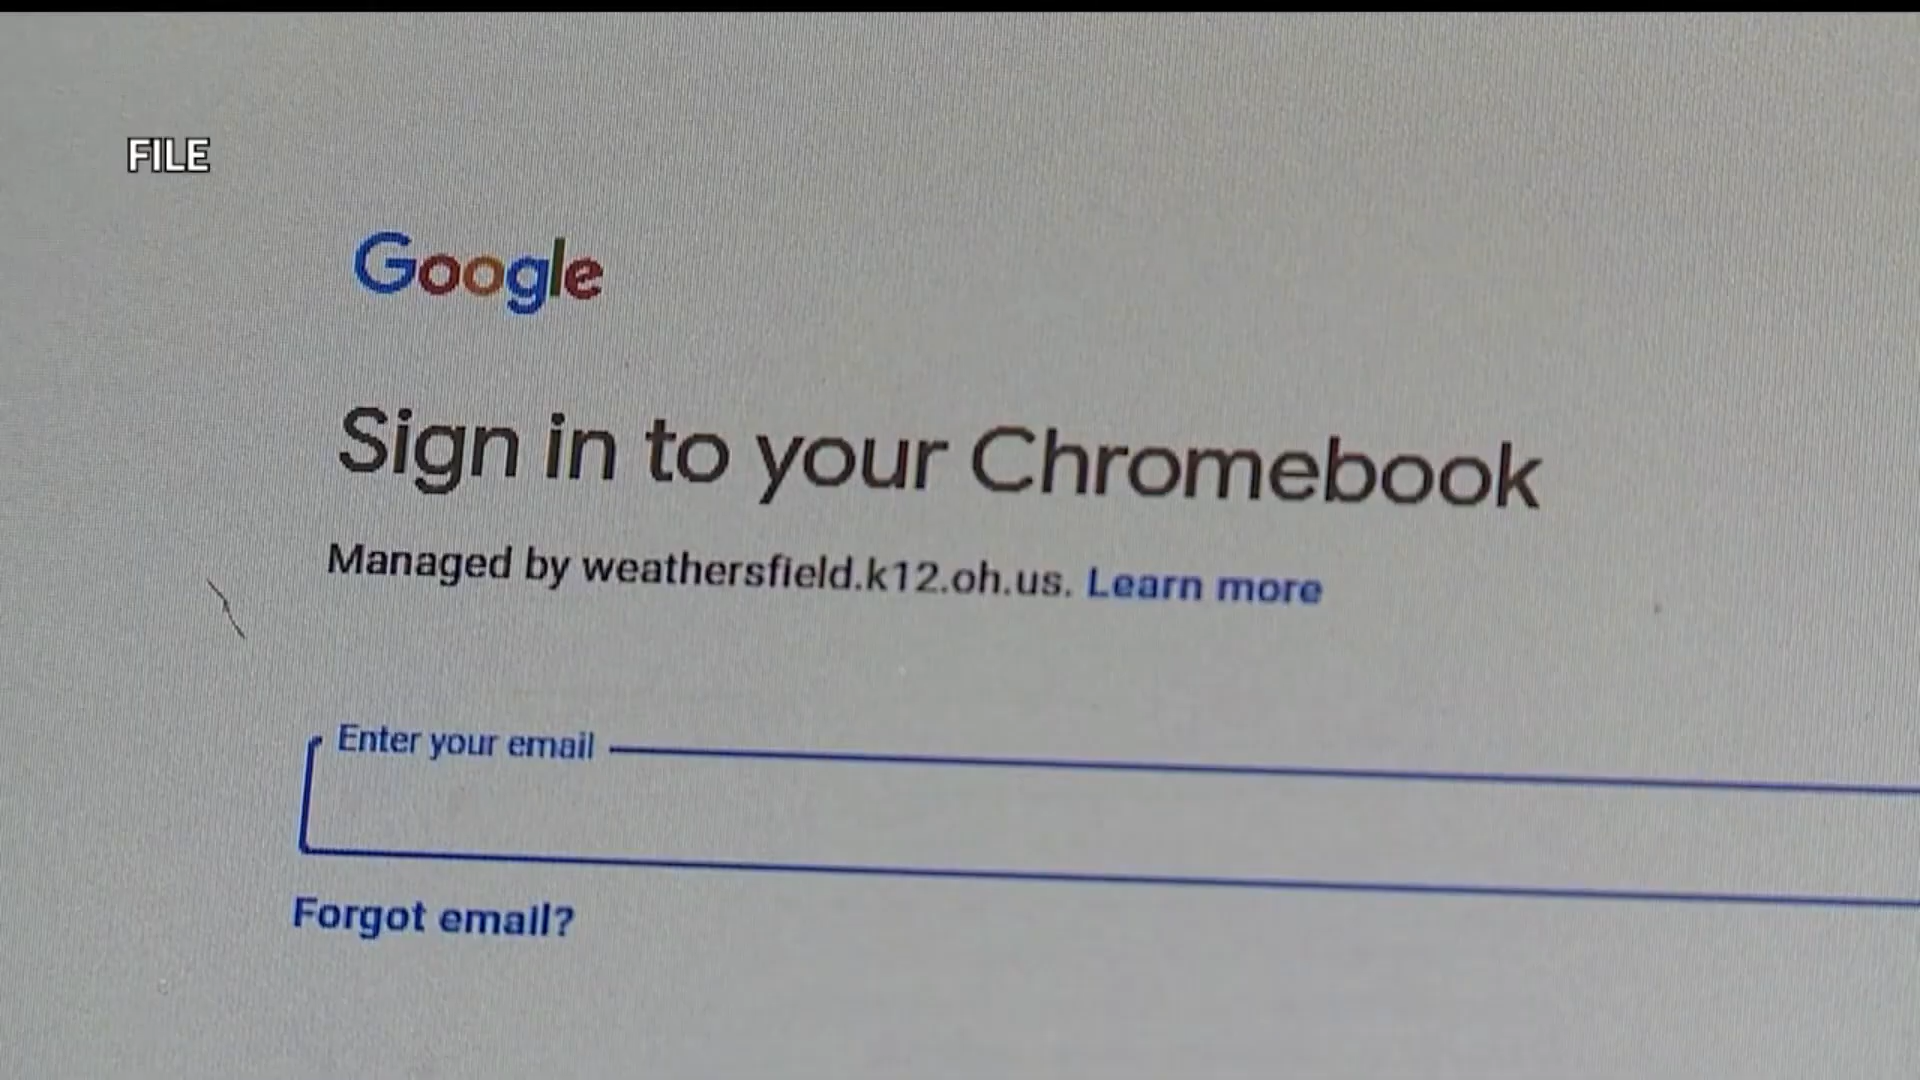 FILE
Google
Sign in to your Chromebook
Managed by weathersfield.k12.oh.us. Learn more
Enter your email
Forgot email?